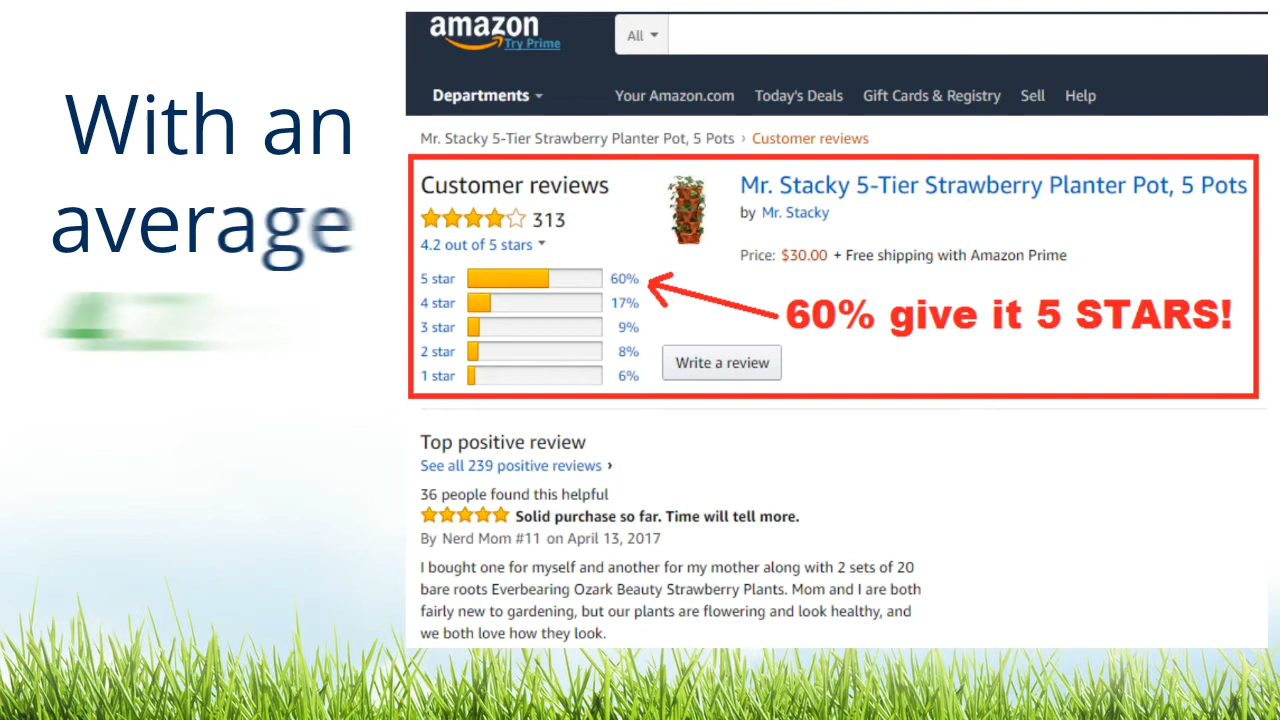 With an
average
amazon
Try Prime
All
Departments
Your Amazon.com
Today's Deals
Gift Cards & Registry
Sell
Help
Mr. Stacky 5-Tier Strawberry Planter Pot, 5 Pots › Customer reviews
Customer reviews
313
4.2 out of 5 stars
5 star 60%
4 star 17%
3 star 9%
2 star 8%
1 star 6%
Mr. Stacky 5-Tier Strawberry Planter Pot, 5 Pots
by Mr. Stacky
Price: $30.00 + Free shipping with Amazon Prime
60% give it 5 STARS!
Write a review
Top positive review
See all 239 positive reviews ›
36 people found this helpful
Solid purchase so far. Time will tell more.
By Nerd Mom #11 on April 13, 2017
I bought one for myself and another for my mother along with 2 sets of 20
bare roots Everbearing Ozark Beauty Strawberry Plants. Mom and I are both
fairly new to gardening, but our plants are flowering and look healthy, and
we both love how they look.